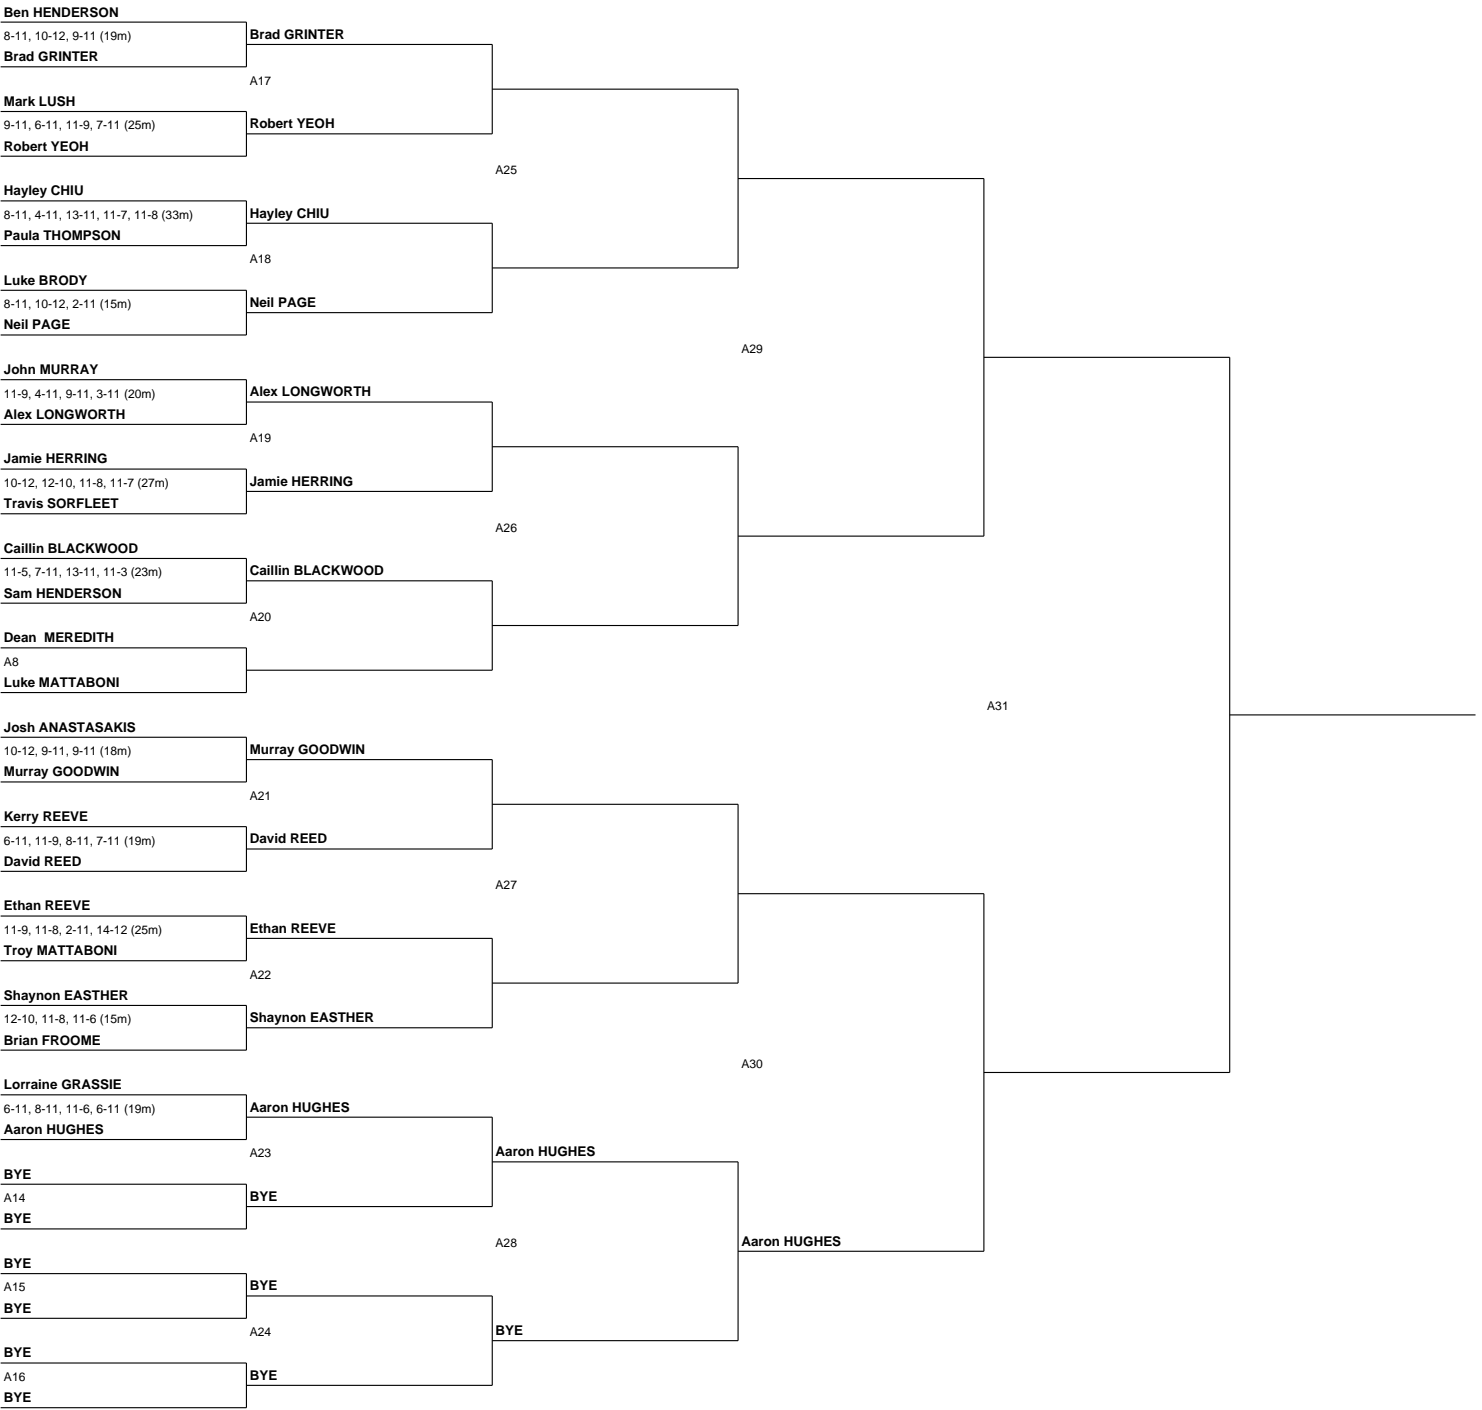 Ben HENDERSON
8-11, 10-12, 9-11 (19m)
Brad GRINTER
Brad GRINTER
A17
Mark LUSH
9-11, 6-11, 11-9, 7-11 (25m)
Robert YEOH
Robert YEOH
A25
Hayley CHIU
8-11, 4-11, 13-11, 11-7, 11-8 (33m)
Hayley CHIU
Paula THOMPSON
A18
Luke BRODY
8-11, 10-12, 2-11 (15m)
Neil PAGE
Neil PAGE
A29
John MURRAY
11-9, 4-11, 9-11, 3-11 (20m)
Alex LONGWORTH
Alex LONGWORTH
A19
Jamie HERRING
10-12, 12-10, 11-8, 11-7 (27m)
Jamie HERRING
Travis SORFLEET
A26
Caillin BLACKWOOD
11-5, 7-11, 13-11, 11-3 (23m)
Caillin BLACKWOOD
Sam HENDERSON
A20
Dean  MEREDITH
A8
Luke MATTABONI
A31
Josh ANASTASAKIS
10-12, 9-11, 9-11 (18m)
Murray GOODWIN
Murray GOODWIN
A21
Kerry REEVE
6-11, 11-9, 8-11, 7-11 (19m)
David REED
David REED
A27
Ethan REEVE
11-9, 11-8, 2-11, 14-12 (25m)
Ethan REEVE
Troy MATTABONI
A22
Shaynon EASTHER
12-10, 11-8, 11-6 (15m)
Shaynon EASTHER
Brian FROOME
A30
Lorraine GRASSIE
6-11, 8-11, 11-6, 6-11 (19m)
Aaron HUGHES
Aaron HUGHES
A23
Aaron HUGHES
BYE
A14
BYE
BYE
A28
Aaron HUGHES
BYE
A15
BYE
BYE
A24
BYE
BYE
A16
BYE
BYE